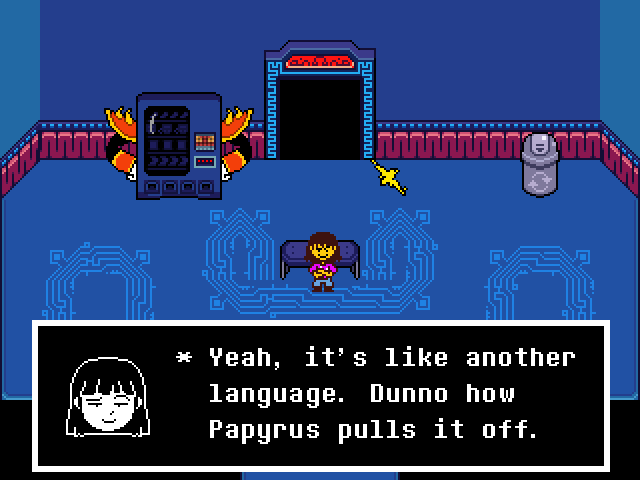 * Yeah, it's like another
language. Dunno how
Papyrus pulls it off.